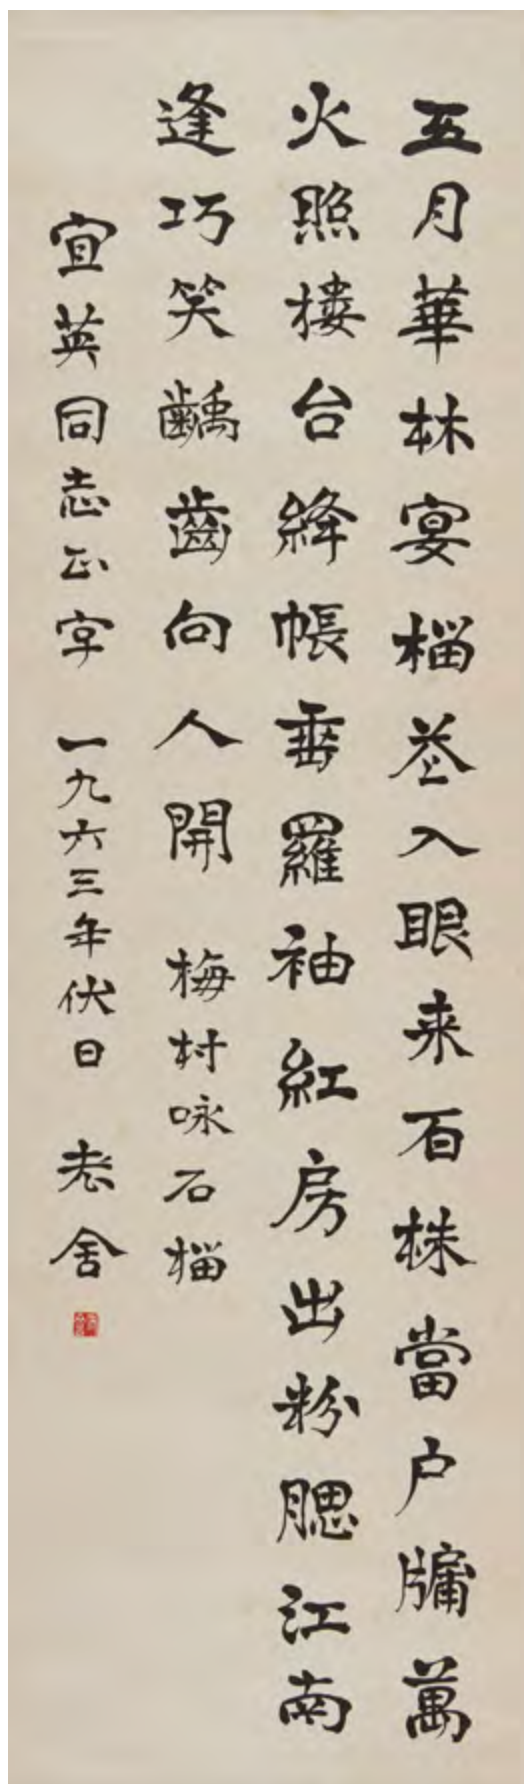 五月華林宴榴花入眼来百株當户牖萬
火照樓台絳帳垂羅袖紅房出粉腮江南
逢巧笑齲齒向人開 梅村咏石榴
宜英同志正字 一九六三年伏日 老舍